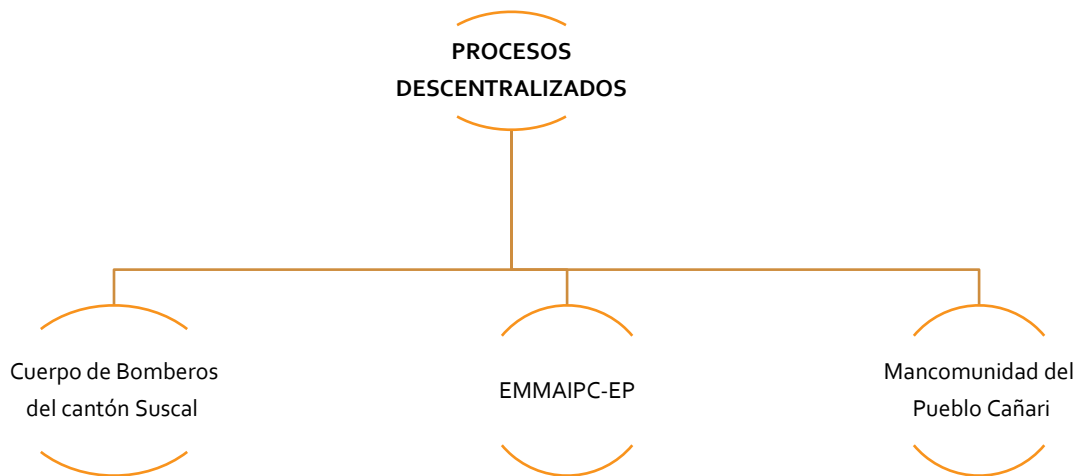 PROCESOS
DESCENTRALIZADOS
Cuerpo de Bomberos
del cantón Suscal
EMMAIPC-EP
Mancomunidad del
Pueblo Cañari